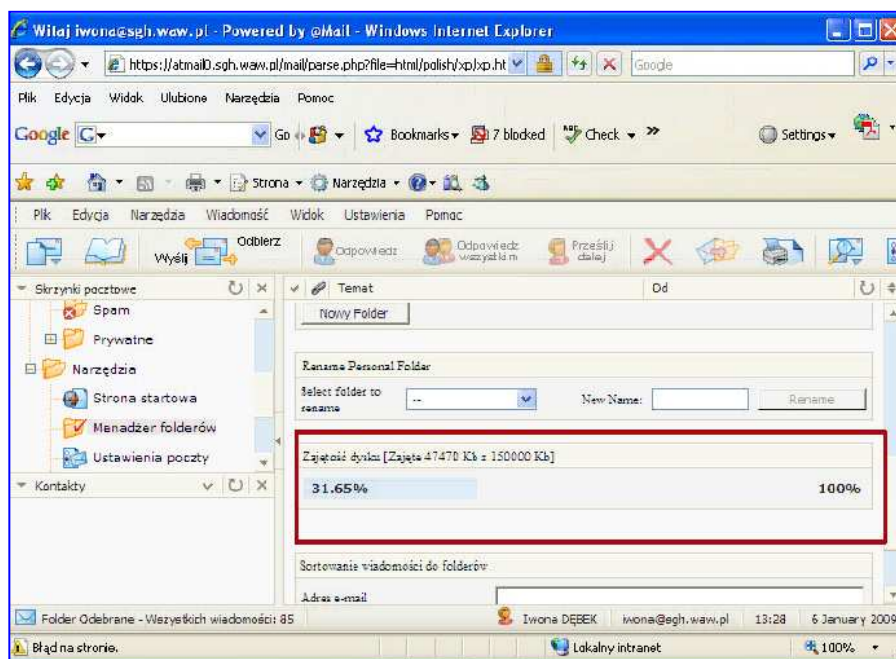 Witaj iwona@sgh.waw.pl - Powered by @Mail - Windows Internet Explorer
https://atmail0.sgh.waw.pl/mail/parse.php?file=html/polish/xp/xp.ht
Google
Plik Edycja Widok Ulubione Narzędzia Pomoc
Google G Go Bookmarks 7 blocked Check » Settings
Strona Narzędzia
Plik Edycja Narzędzia Wiadomość Widok Ustawienia Pomoc
Wyślij Odbierz Odpowiedz Odpowiedz wszystkim Prześlij dalej
Skrzynki pocztowe
Temat Od
Spam
Prywatne
Narzędzia
Strona startowa
Menadżer folderów
Ustawienia poczty
Kontakty
Nowy Folder
Rename Personal Folder
Select folder to rename
--
New Name:
Rename
Zajętość dysku [Zajęte 47470 Kb z 150000 Kb]
31.65% 100%
Sortowanie wiadomości do folderów
Adres e-mail
Folder Odebrane - Wszystkich wiadomości: 85 Iwona DĘBEK iwona@sgh.waw.pl 13:28 6 January 2009
Błąd na stronie. Lokalny intranet 100%